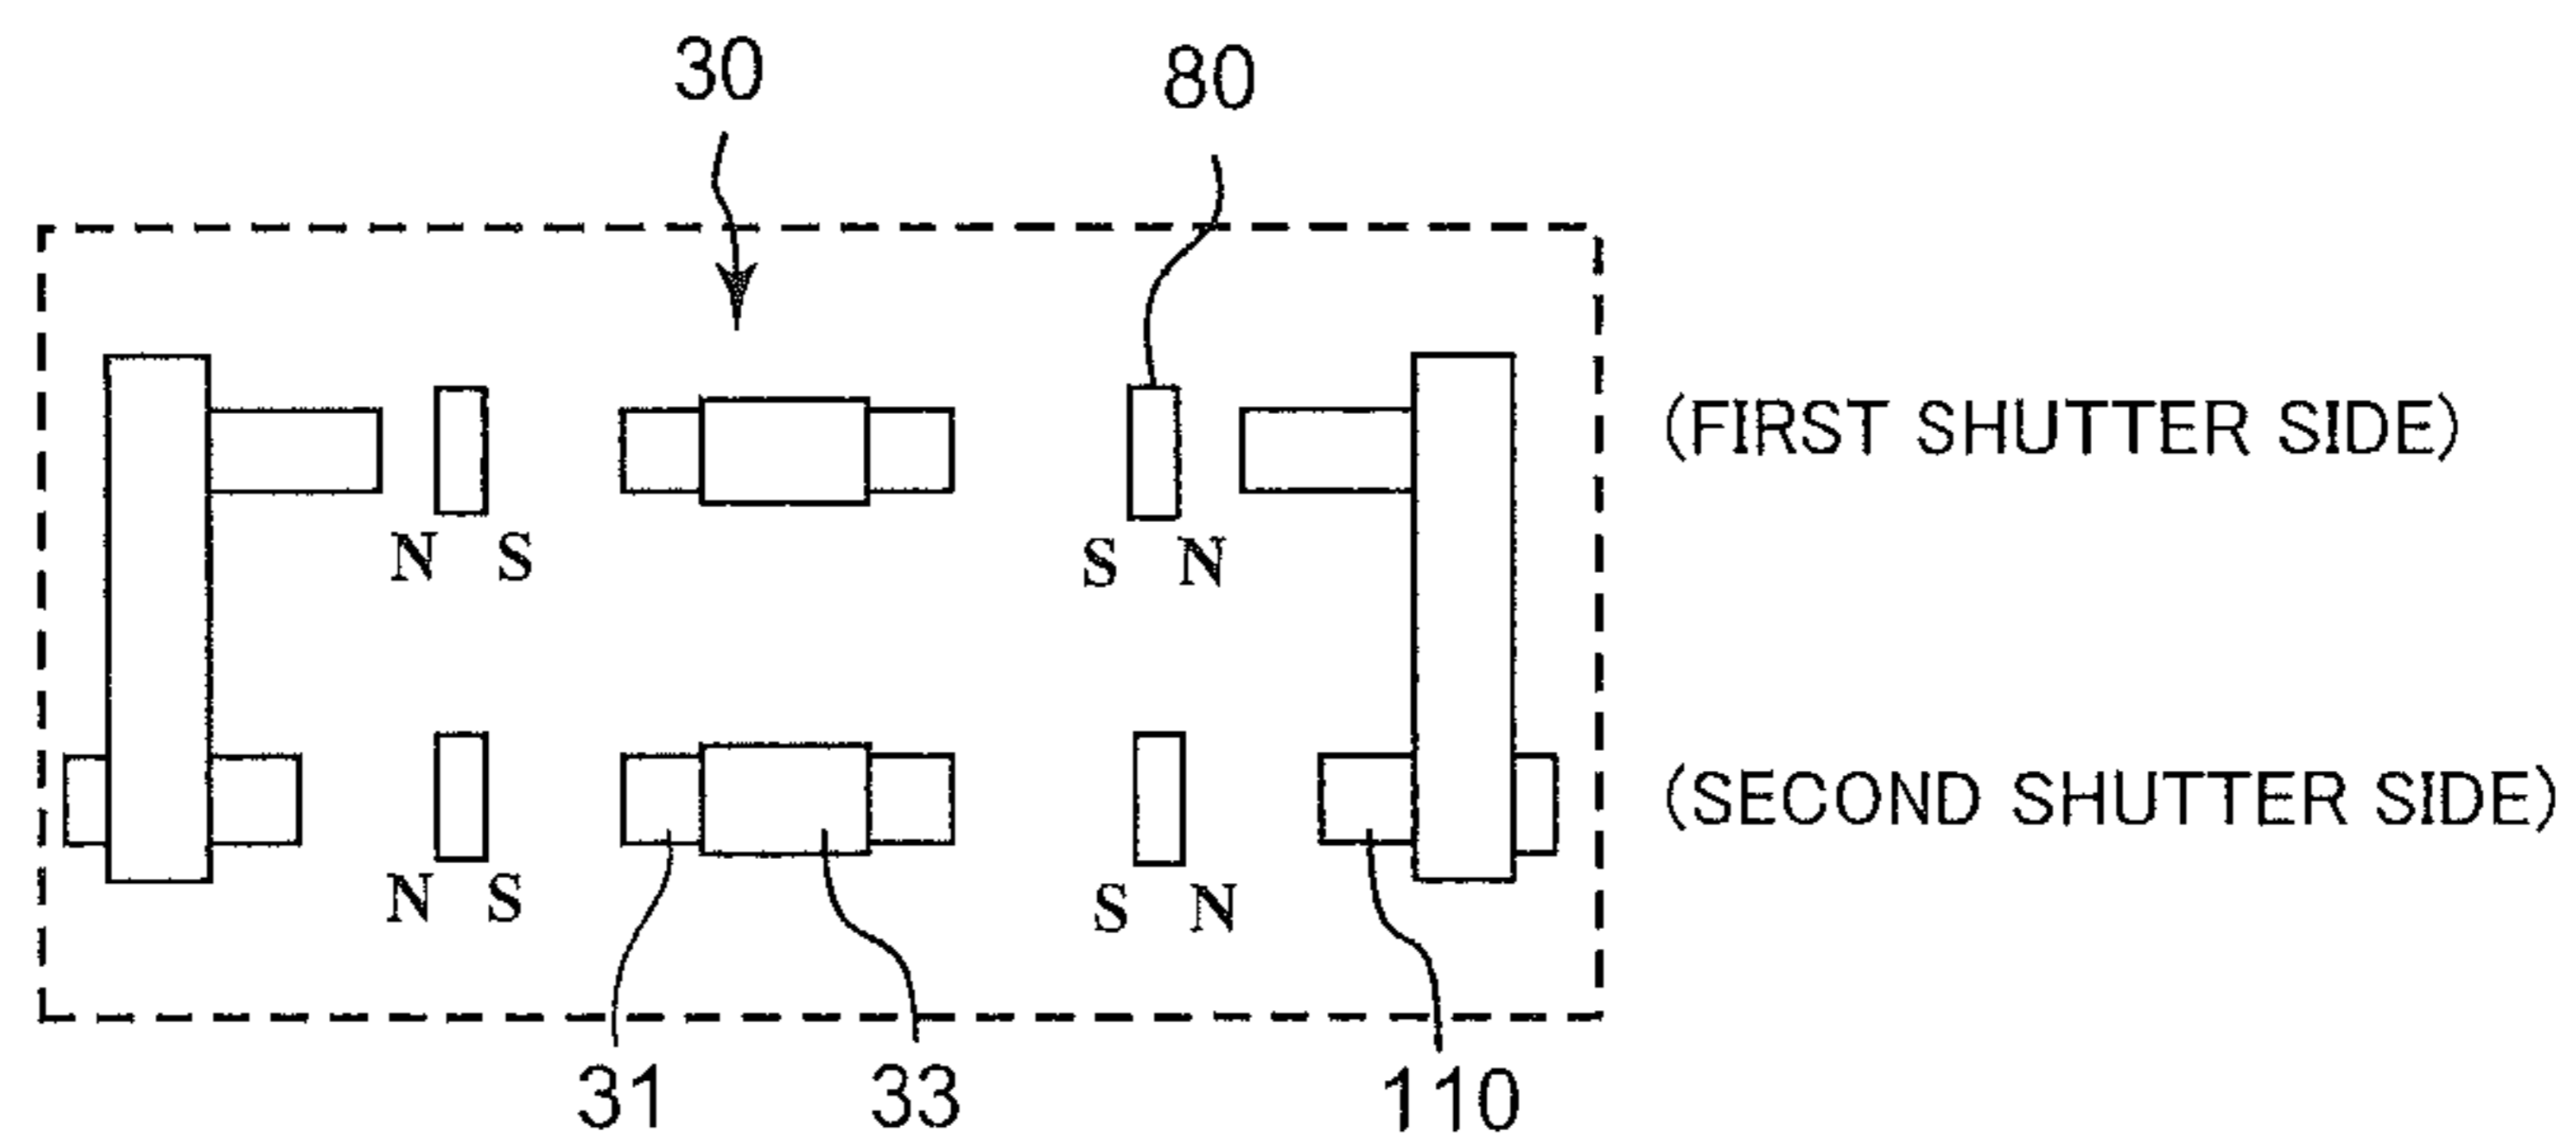 30 80
(FIRST SHUTTER SIDE)
N S S N
(SECOND SHUTTER SIDE)
N S S N
31 33 110